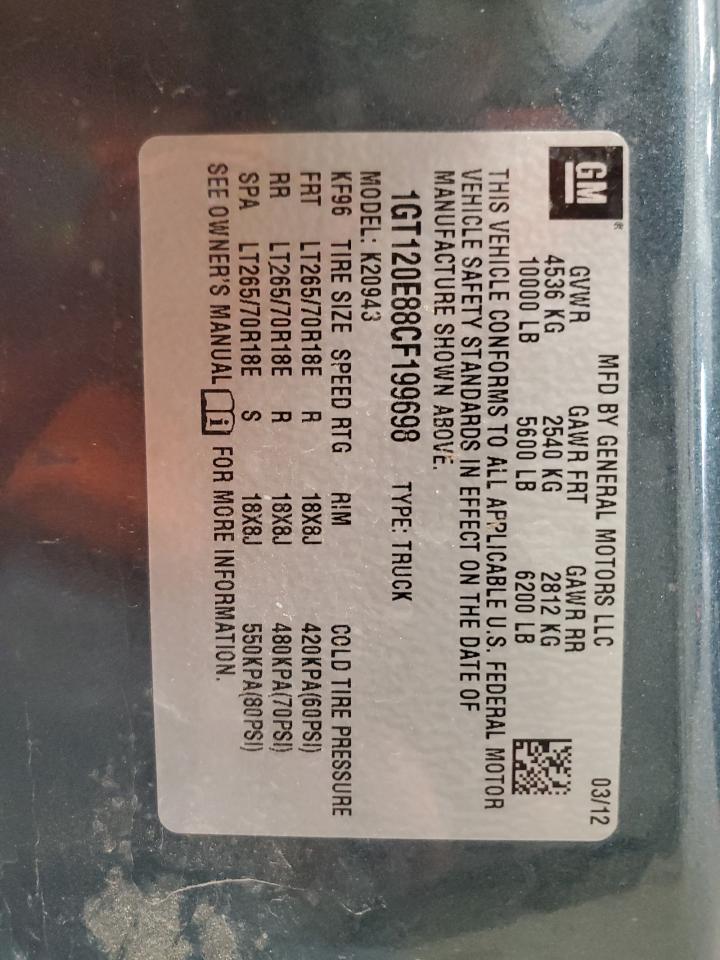 GM®
MFD BY GENERAL MOTORS LLC 03/12
GVWR GAWR FRT GAWR RR
4536 KG 2540 KG 2812 KG
10000 LB 5600 LB 6200 LB
THIS VEHICLE CONFORMS TO ALL APPLICABLE U.S. FEDERAL MOTOR
VEHICLE SAFETY STANDARDS IN EFFECT ON THE DATE OF
MANUFACTURE SHOWN ABOVE.
1GT120E88CF199698 TYPE: TRUCK
MODEL: K20943
KF96 TIRE SIZE SPEED RTG RIM COLD TIRE PRESSURE
FRT LT265/70R18E R 18X8J 420KPA(60PSI)
RR LT265/70R18E R 18X8J 480KPA(70PSI)
SPA LT265/70R18E S 18X8J 550KPA(80PSI)
SEE OWNER'S MANUAL i FOR MORE INFORMATION.